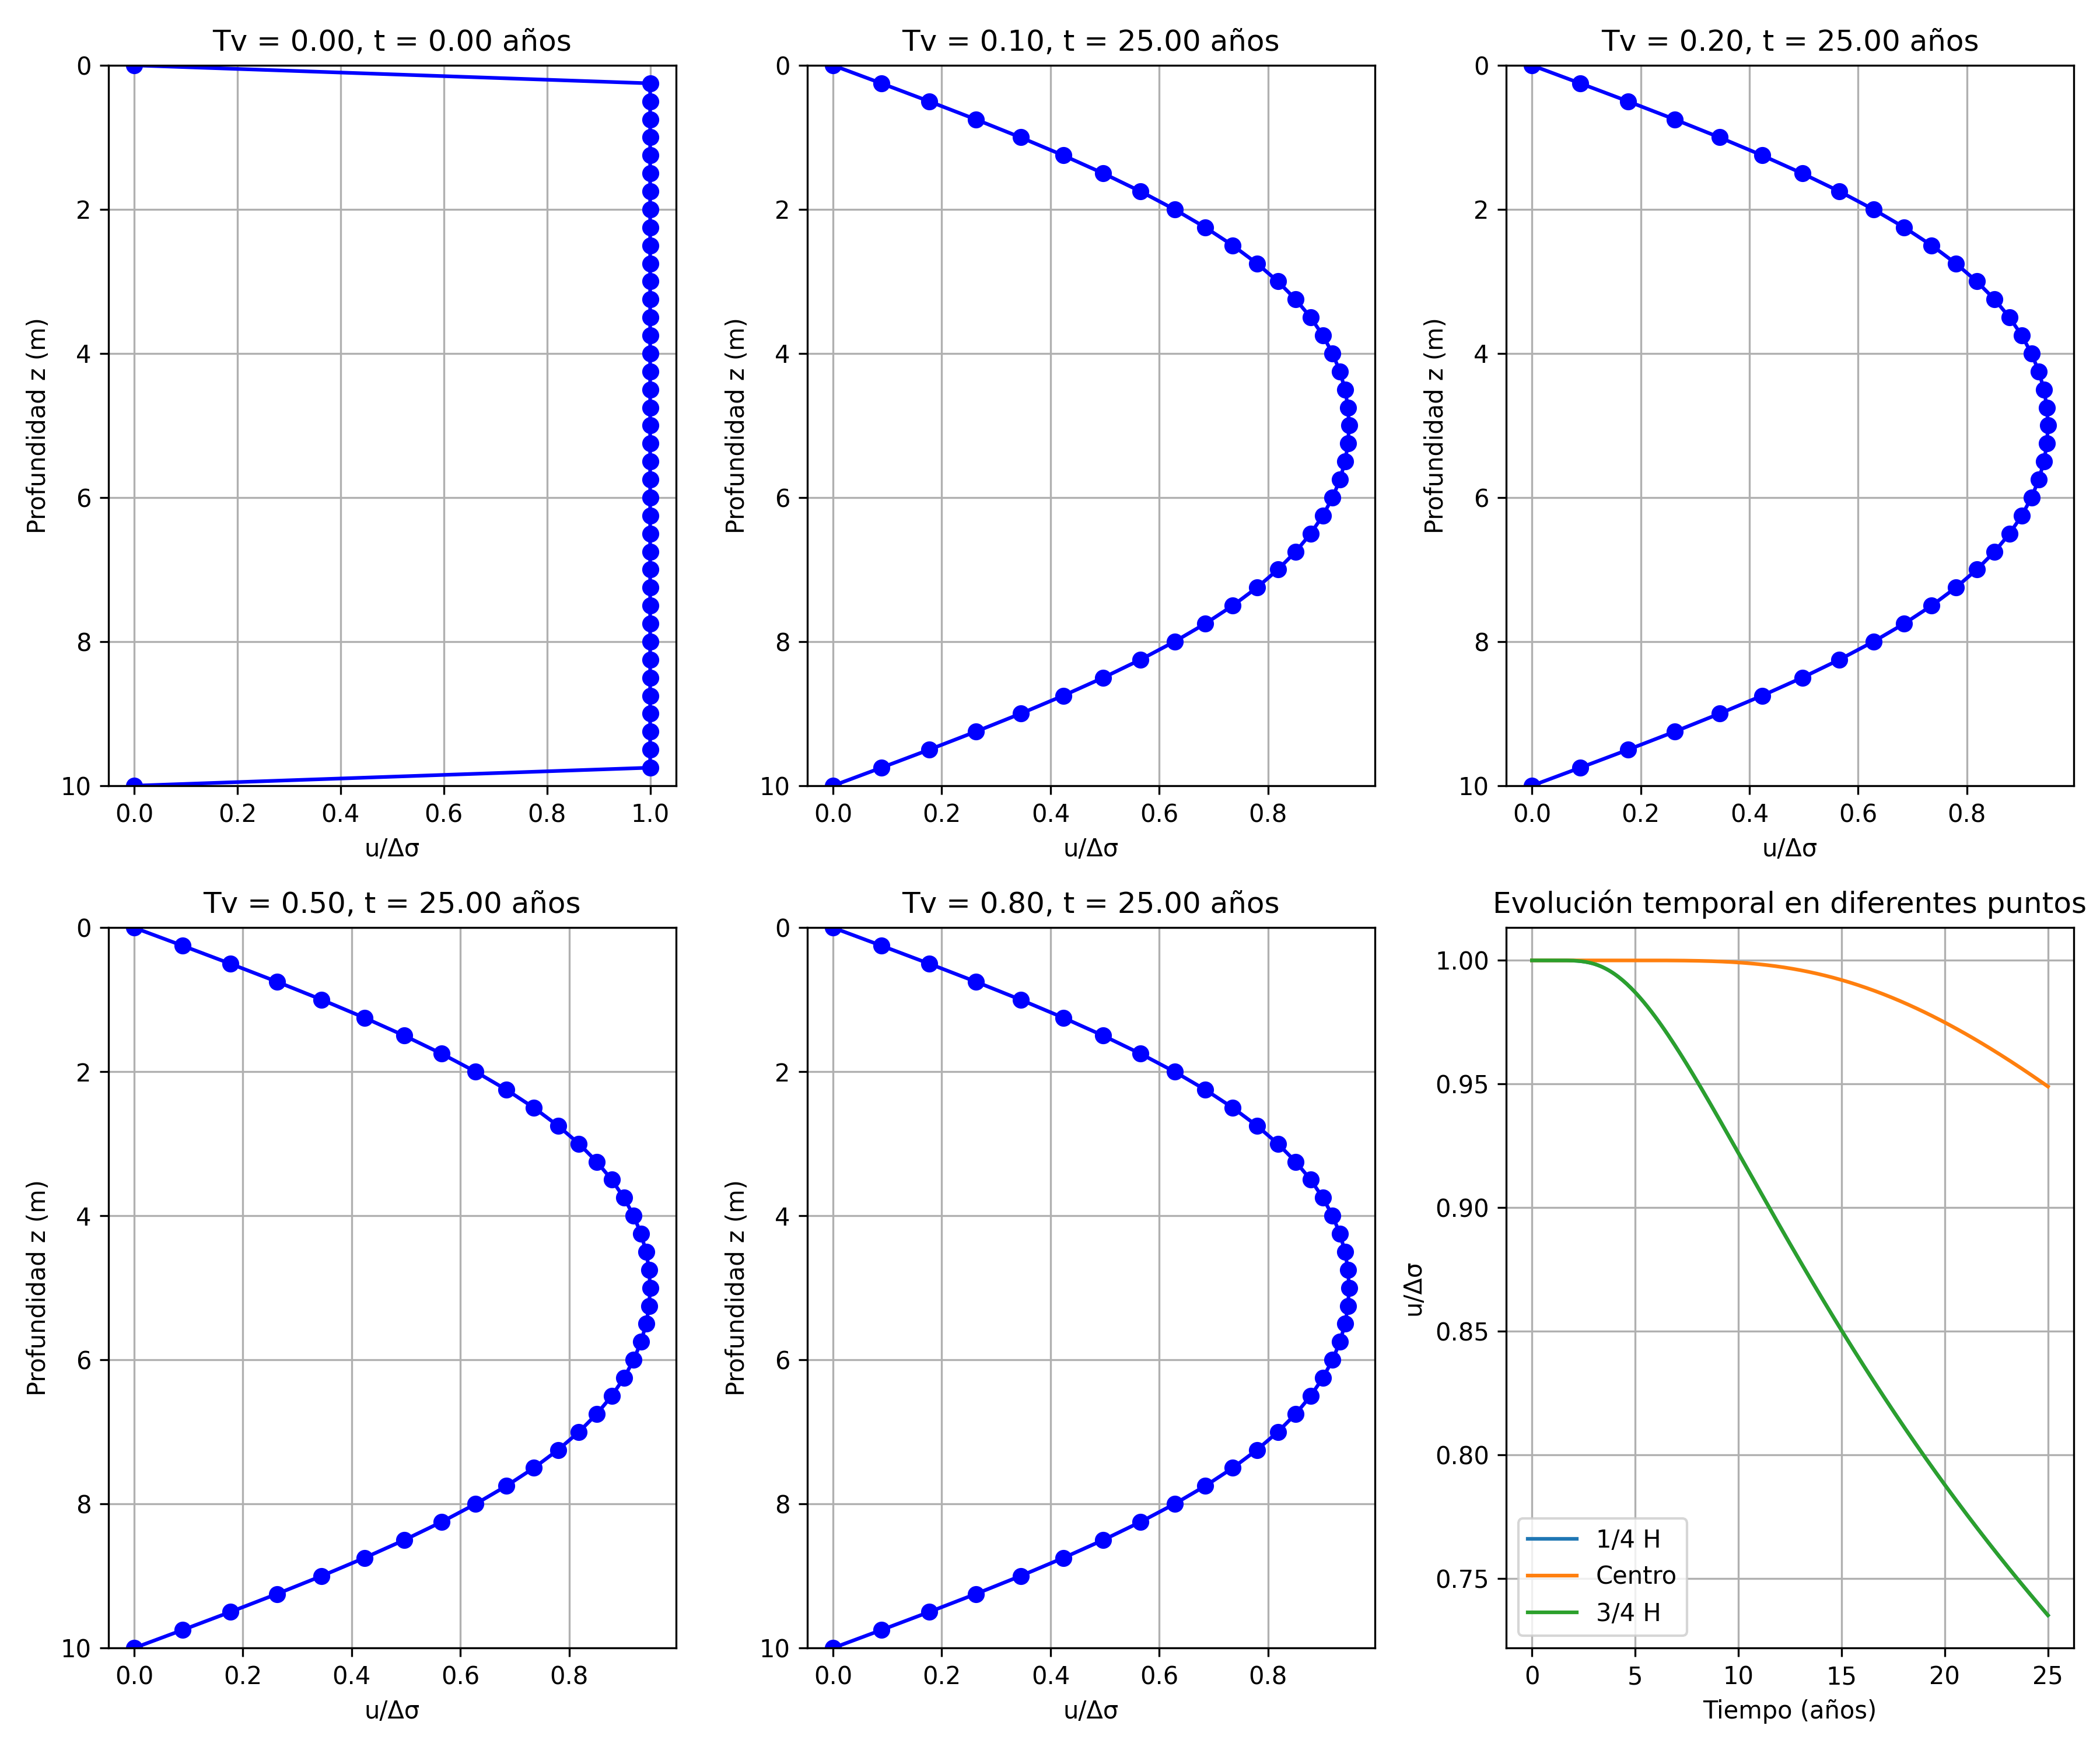 Tv = 0.00, t = 0.00 años
0
2
4
6
8
10
Profundidad z (m)
0.0 0.2 0.4 0.6 0.8 1.0
u/Δσ
Tv = 0.10, t = 25.00 años
0
2
4
6
8
10
Profundidad z (m)
0.0 0.2 0.4 0.6 0.8
u/Δσ
Tv = 0.20, t = 25.00 años
0
2
4
6
8
10
Profundidad z (m)
0.0 0.2 0.4 0.6 0.8
u/Δσ
Tv = 0.50, t = 25.00 años
0
2
4
6
8
10
Profundidad z (m)
0.0 0.2 0.4 0.6 0.8
u/Δσ
Tv = 0.80, t = 25.00 años
0
2
4
6
8
10
Profundidad z (m)
0.0 0.2 0.4 0.6 0.8
u/Δσ
Evolución temporal en diferentes puntos
1.00
0.95
0.90
0.85
0.80
0.75
u/Δσ
1/4 H
Centro
3/4 H
0 5 10 15 20 25
Tiempo (años)